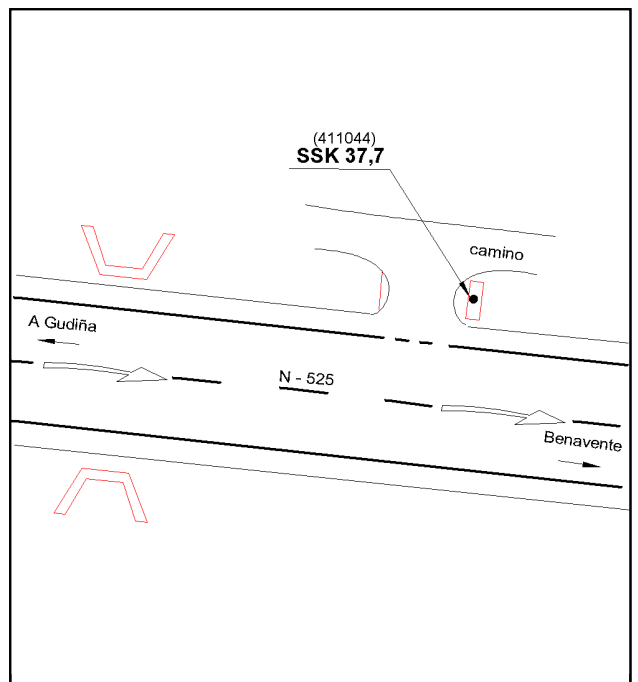 (411044)
SSK 37,7
camino
A Gudiña
N - 525
Benavente